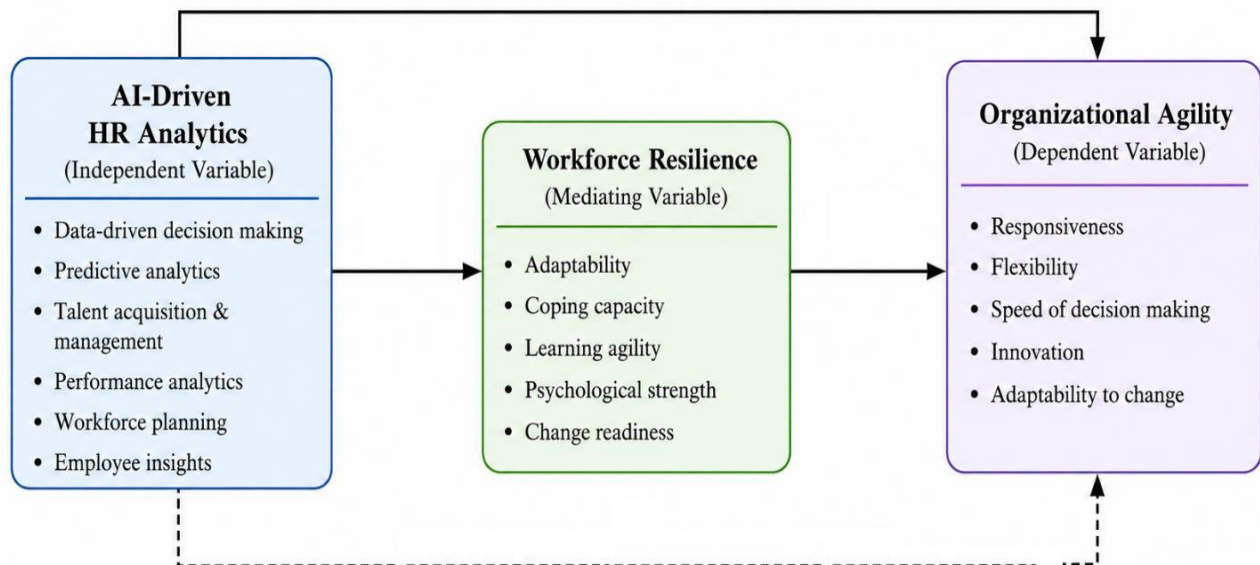 AI-Driven
HR Analytics
(Independent Variable)
• Data-driven decision making
• Predictive analytics
• Talent acquisition &
management
• Performance analytics
• Workforce planning
• Employee insights
Workforce Resilience
(Mediating Variable)
• Adaptability
• Coping capacity
• Learning agility
• Psychological strength
• Change readiness
Organizational Agility
(Dependent Variable)
• Responsiveness
• Flexibility
• Speed of decision making
• Innovation
• Adaptability to change